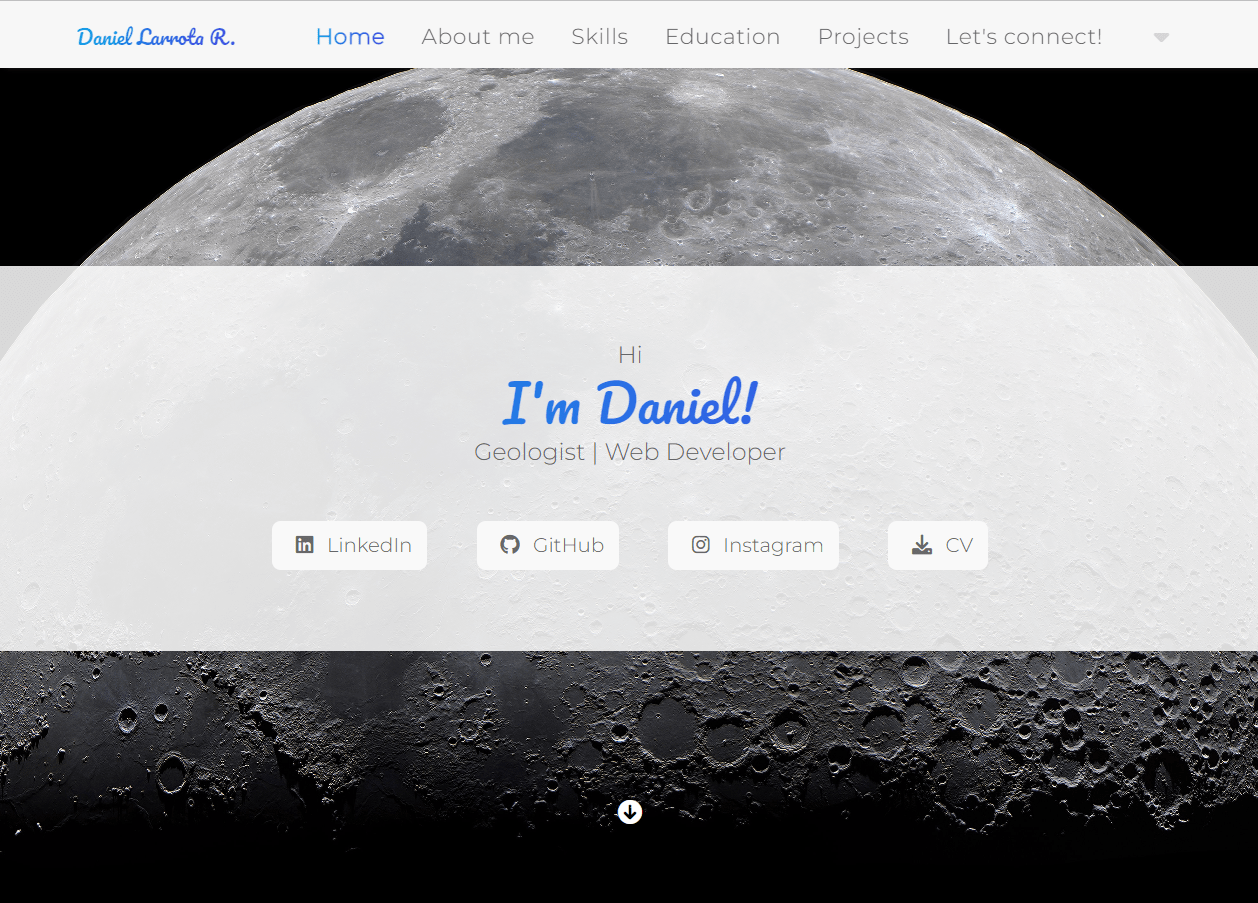 Daniel Larrota R. Home About me Skills Education Projects Let's connect!
Hi
I'm Daniel!
Geologist | Web Developer
LinkedIn GitHub Instagram CV